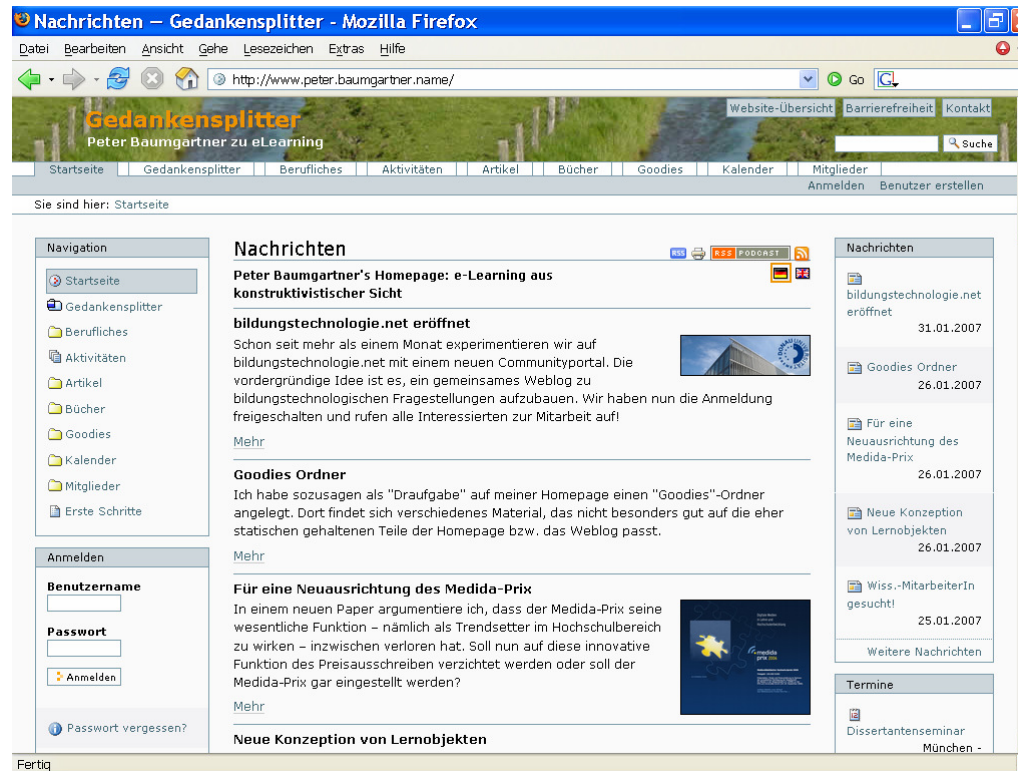 Nachrichten — Gedankensplitter - Mozilla Firefox
Datei Bearbeiten Ansicht Gehe Lesezeichen Extras Hilfe
http://www.peter.baumgartner.name/
Go
Website-Übersicht Barrierefreiheit Kontakt
Gedankensplitter
Peter Baumgartner zu eLearning
Suche
Startseite Gedankensplitter Berufliches Aktivitäten Artikel Bücher Goodies Kalender Mitglieder
Anmelden Benutzer erstellen
Sie sind hier: Startseite
Navigation
Startseite
Gedankensplitter
Berufliches
Aktivitäten
Artikel
Bücher
Goodies
Kalender
Mitglieder
Erste Schritte
Anmelden
Benutzername
Passwort
Anmelden
Passwort vergessen?
Nachrichten
RSS RSS PODCAST
Peter Baumgartner's Homepage: e-Learning aus
konstruktivistischer Sicht
bildungstechnologie.net eröffnet
Schon seit mehr als einem Monat experimentieren wir auf
bildungstechnologie.net mit einem neuen Communityportal. Die
vordergründige Idee ist es, ein gemeinsames Weblog zu
bildungstechnologischen Fragestellungen aufzubauen. Wir haben nun die Anmeldung
freigeschalten und rufen alle Interessierten zur Mitarbeit auf!
Mehr
Goodies Ordner
Ich habe sozusagen als "Draufgabe" auf meiner Homepage einen "Goodies"-Ordner
angelegt. Dort findet sich verschiedenes Material, das nicht besonders gut auf die eher
statischen gehaltenen Teile der Homepage bzw. das Weblog passt.
Mehr
Für eine Neuausrichtung des Medida-Prix
In einem neuen Paper argumentiere ich, dass der Medida-Prix seine
wesentliche Funktion – nämlich als Trendsetter im Hochschulbereich
zu wirken – inzwischen verloren hat. Soll nun auf diese innovative
Funktion des Preisausschreiben verzichtet werden oder soll der
Medida-Prix gar eingestellt werden?
Mehr
medida
prix
Neue Konzeption von Lernobjekten
Nachrichten
bildungstechnologie.net
eröffnet
31.01.2007
Goodies Ordner
26.01.2007
Für eine
Neuausrichtung des
Medida-Prix
26.01.2007
Neue Konzeption
von Lernobjekten
26.01.2007
Wiss.-MitarbeiterIn
gesucht!
25.01.2007
Weitere Nachrichten
Termine
Dissertantenseminar
München -
Fertig